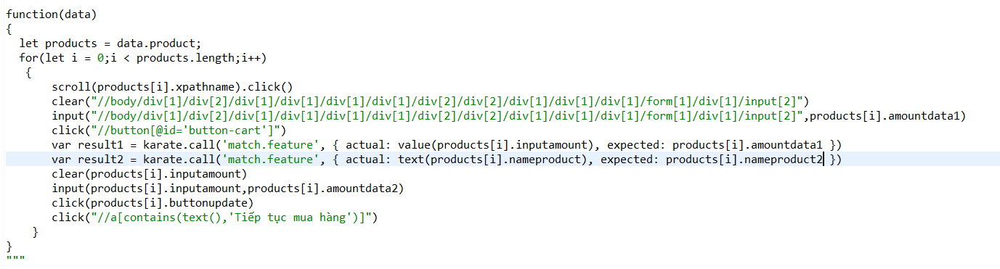 function(data)
{
  let products = data.product;
  for(let i = 0;i < products.length;i++)
   {
       scroll(products[i].xpathname).click()
       clear("//body/div[1]/div[2]/div[1]/div[1]/div[1]/div[1]/div[2]/div[2]/div[1]/div[1]/div[1]/form[1]/div[1]/input[2]")
       input("//body/div[1]/div[2]/div[1]/div[1]/div[1]/div[1]/div[2]/div[2]/div[1]/div[1]/div[1]/form[1]/div[1]/input[2]",products[i].amountdata1)
       click("//button[@id='button-cart']")
       var result1 = karate.call('match.feature', { actual: value(products[i].inputamount), expected: products[i].amountdata1 })
       var result2 = karate.call('match.feature', { actual: text(products[i].nameproduct), expected: products[i].nameproduct2 })
       clear(products[i].inputamount)
       input(products[i].inputamount,products[i].amountdata2)
       click(products[i].buttonupdate)
       click("//a[contains(text(),'Tiếp tục mua hàng')]")
    }
}
"""